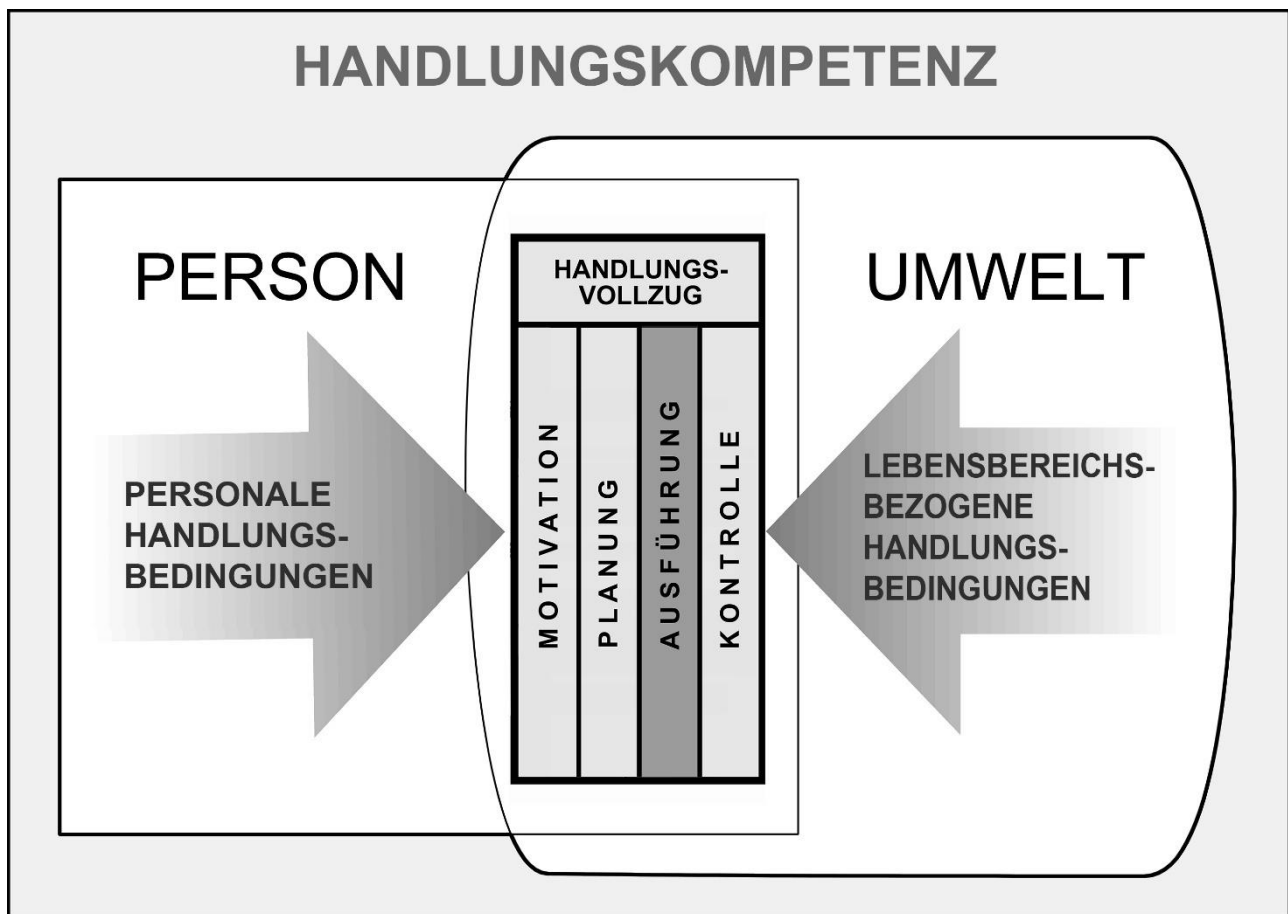 HANDLUNGSKOMPETENZ
PERSON
PERSONALE
HANDLUNGS-
BEDINGUNGEN
HANDLUNGS-
VOLLZUG
MOTIVATION
PLANUNG
AUSFÜHRUNG
KONTROLLE
UMWELT
LEBENSBEREICHS-
BEZOGENE
HANDLUNGS-
BEDINGUNGEN